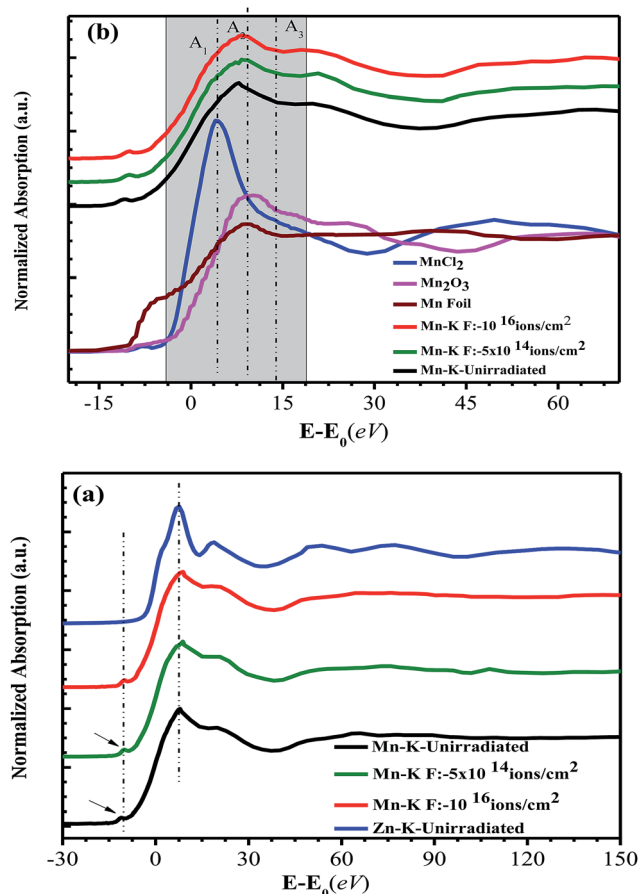 (b)
A1 A2 A3
Normalized Absorption (a.u.)
MnCl2
Mn2O3
Mn Foil
Mn-K F:-10 16ions/cm2
Mn-K F:-5x10 14ions/cm2
Mn-K-Unirradiated
-15 0 15 30 45 60
E-E0(eV)
(a)
Normalized Absorption (a.u.)
Mn-K-Unirradiated
Mn-K F:-5x10 14ions/cm2
Mn-K F:-10 16ions/cm2
Zn-K-Unirradiated
-30 0 30 60 90 120 150
E-E0(eV)